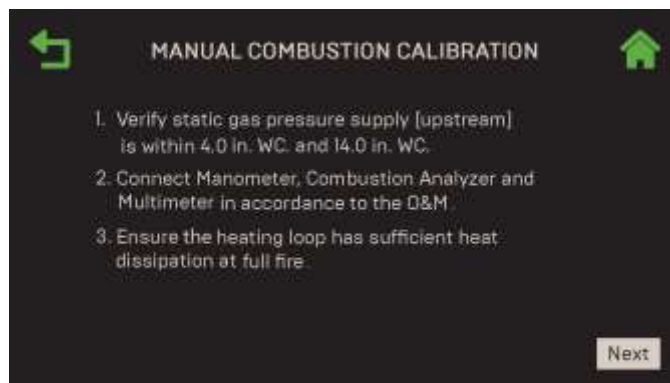 MANUAL COMBUSTION CALIBRATION
1. Verify static gas pressure supply [upstream]
is within 4.0 in. WC. and 14.0 in. WC.
2. Connect Manometer, Combustion Analyzer and
Multimeter in accordance to the O&M
3. Ensure the heating loop has sufficient heat
dissipation at full fire.
Next